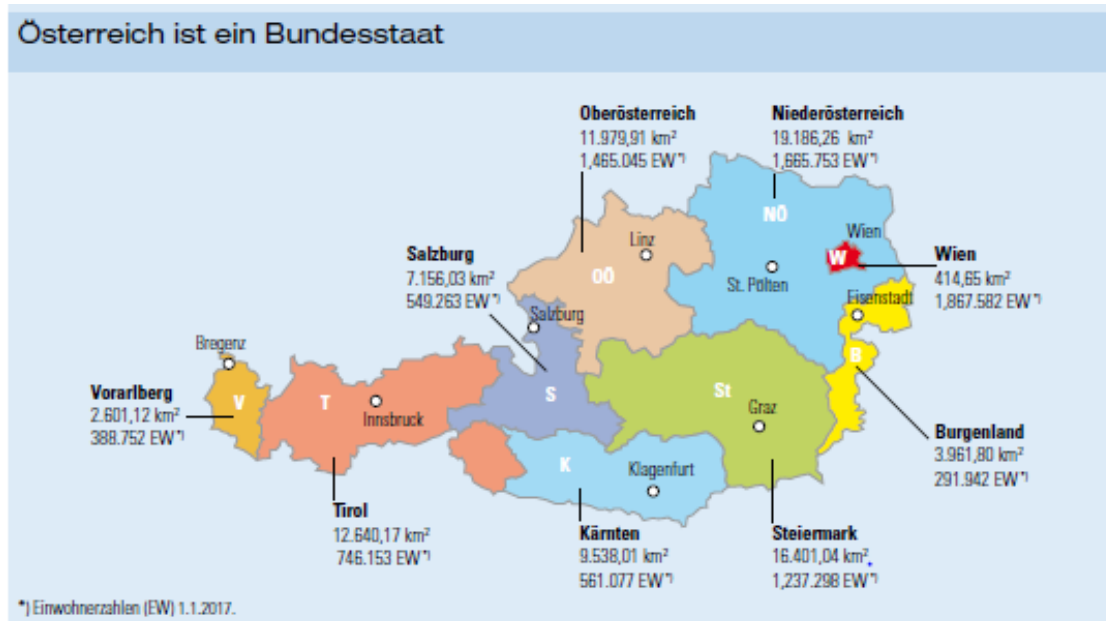 Österreich ist ein Bundesstaat
Oberösterreich
11.979,91 km²
1,465.045 EW*)
Niederösterreich
19.186,26 km²
1,665.753 EW*)
NÖ
Wien
W
Wien
414,65 km²
1,867.582 EW*)
Linz
OÖ
St. Pölten
Salzburg
7.156,03 km²
549.263 EW*)
Salzburg
Eisenstadt
B
Bregenz
Vorarlberg
2.601,12 km²
388.752 EW*)
V
T
Innsbruck
S
St
Graz
Burgenland
3.961,80 km²
291.942 EW*)
K
Klagenfurt
Tirol
12.640,17 km²
746.153 EW*)
Kärnten
9.538,01 km²
561.077 EW*)
Steiermark
16.401,04 km²
1,237.298 EW*)
*) Einwohnerzahlen (EW) 1.1.2017.